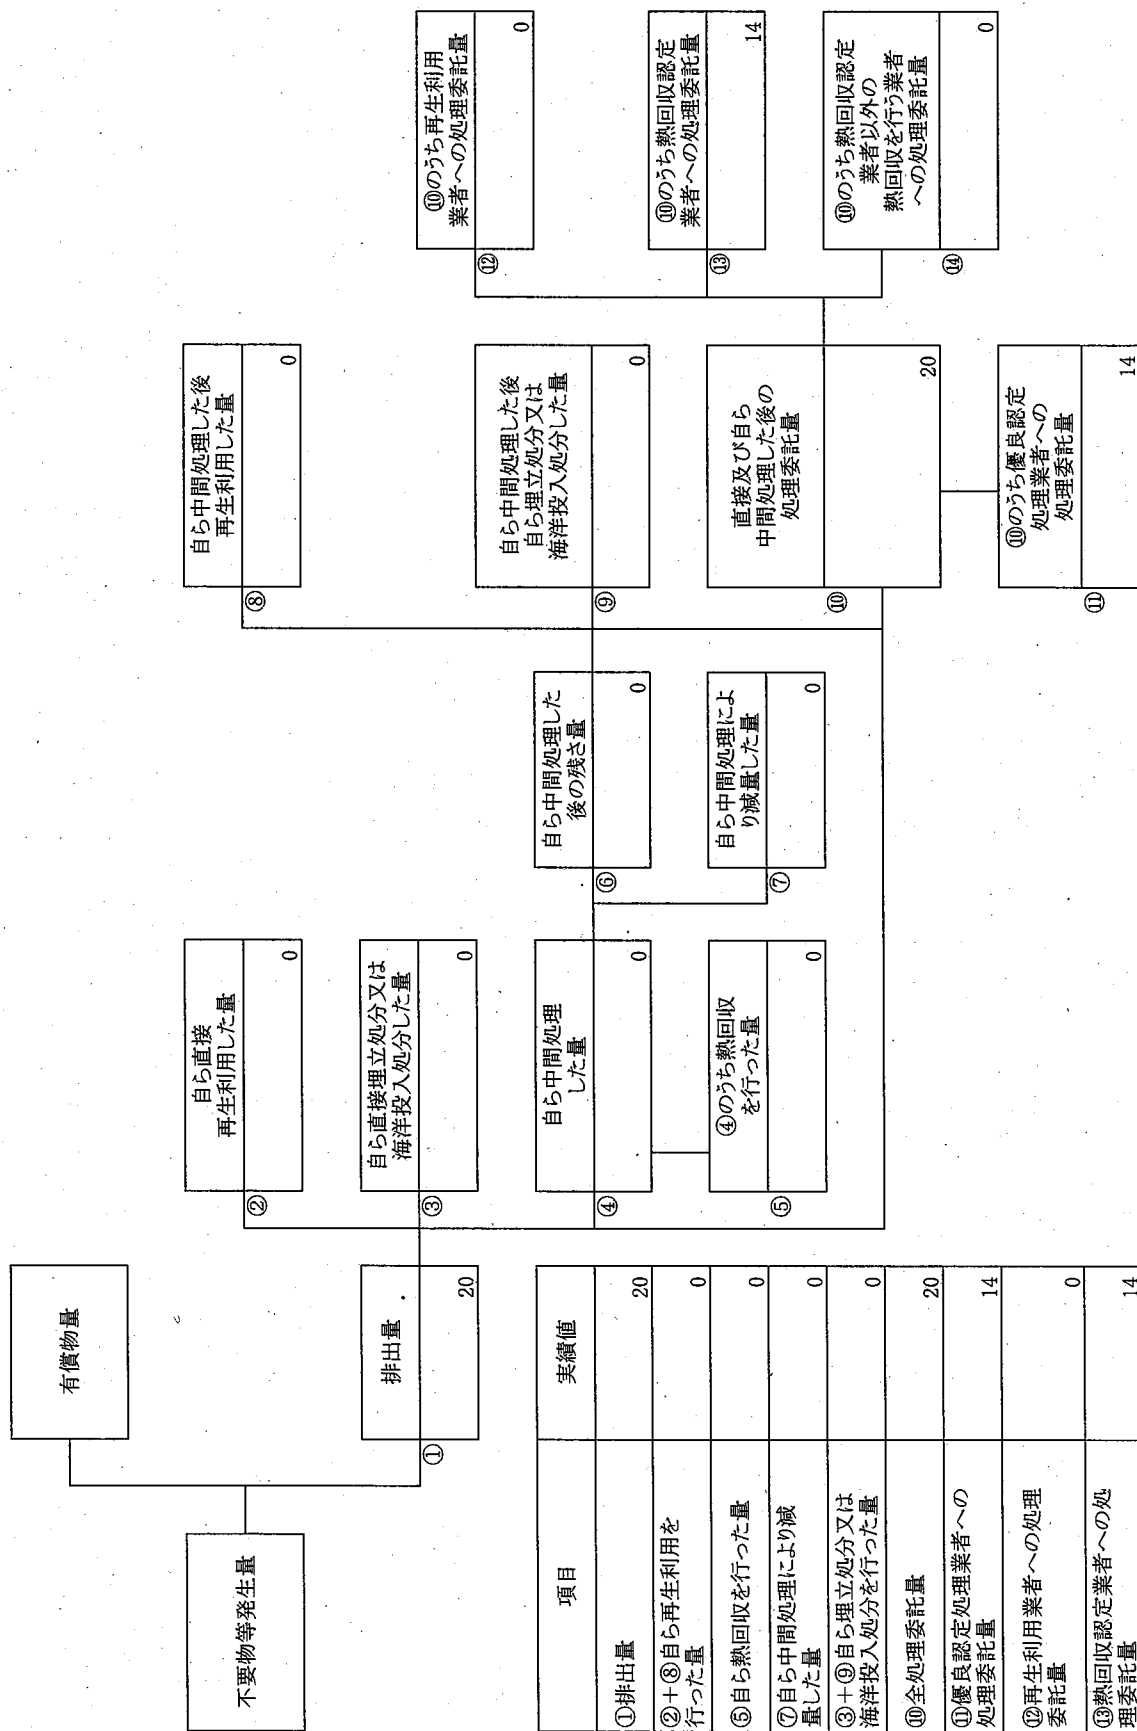 不要物等発生量
有償物量
排出量
①
20
自ら直接
再生利用した量
②
0
自ら直接埋立処分又は
海洋投入処分した量
③
0
自ら中間処理
した量
④
0
④のうち熱回収
を行った量
⑤
0
自ら中間処理した
後の残さ量
⑥
0
自ら中間処理によ
り減量した量
⑦
0
自ら中間処理した後
再生利用した量
⑧
0
自ら中間処理した後
自ら埋立処分又は
海洋投入処分した量
⑨
0
直接及び自ら
中間処理した後の
処理委託量
⑩
20
⑩のうち優良認定
処理業者への
処理委託量
⑪
14
⑩のうち再生利用
業者への処理委託量
⑫
0
⑩のうち熱回収認定
業者への処理委託量
⑬
14
⑩のうち熱回収認定
業者以外の
熱回収を行う業者
への処理委託量
⑭
0
項目 実績値
①排出量 20
②+⑧自ら再生利用を
行った量 0
⑤自ら熱回収を行った量 0
⑦自ら中間処理により減
量した量 0
③+⑨自ら埋立処分又は
海洋投入処分を行った量 0
⑩全処理委託量 20
⑪優良認定処理業者への
処理委託量 14
⑫再生利用業者への処理
委託量 0
⑬熱回収認定業者への処
理委託量 14